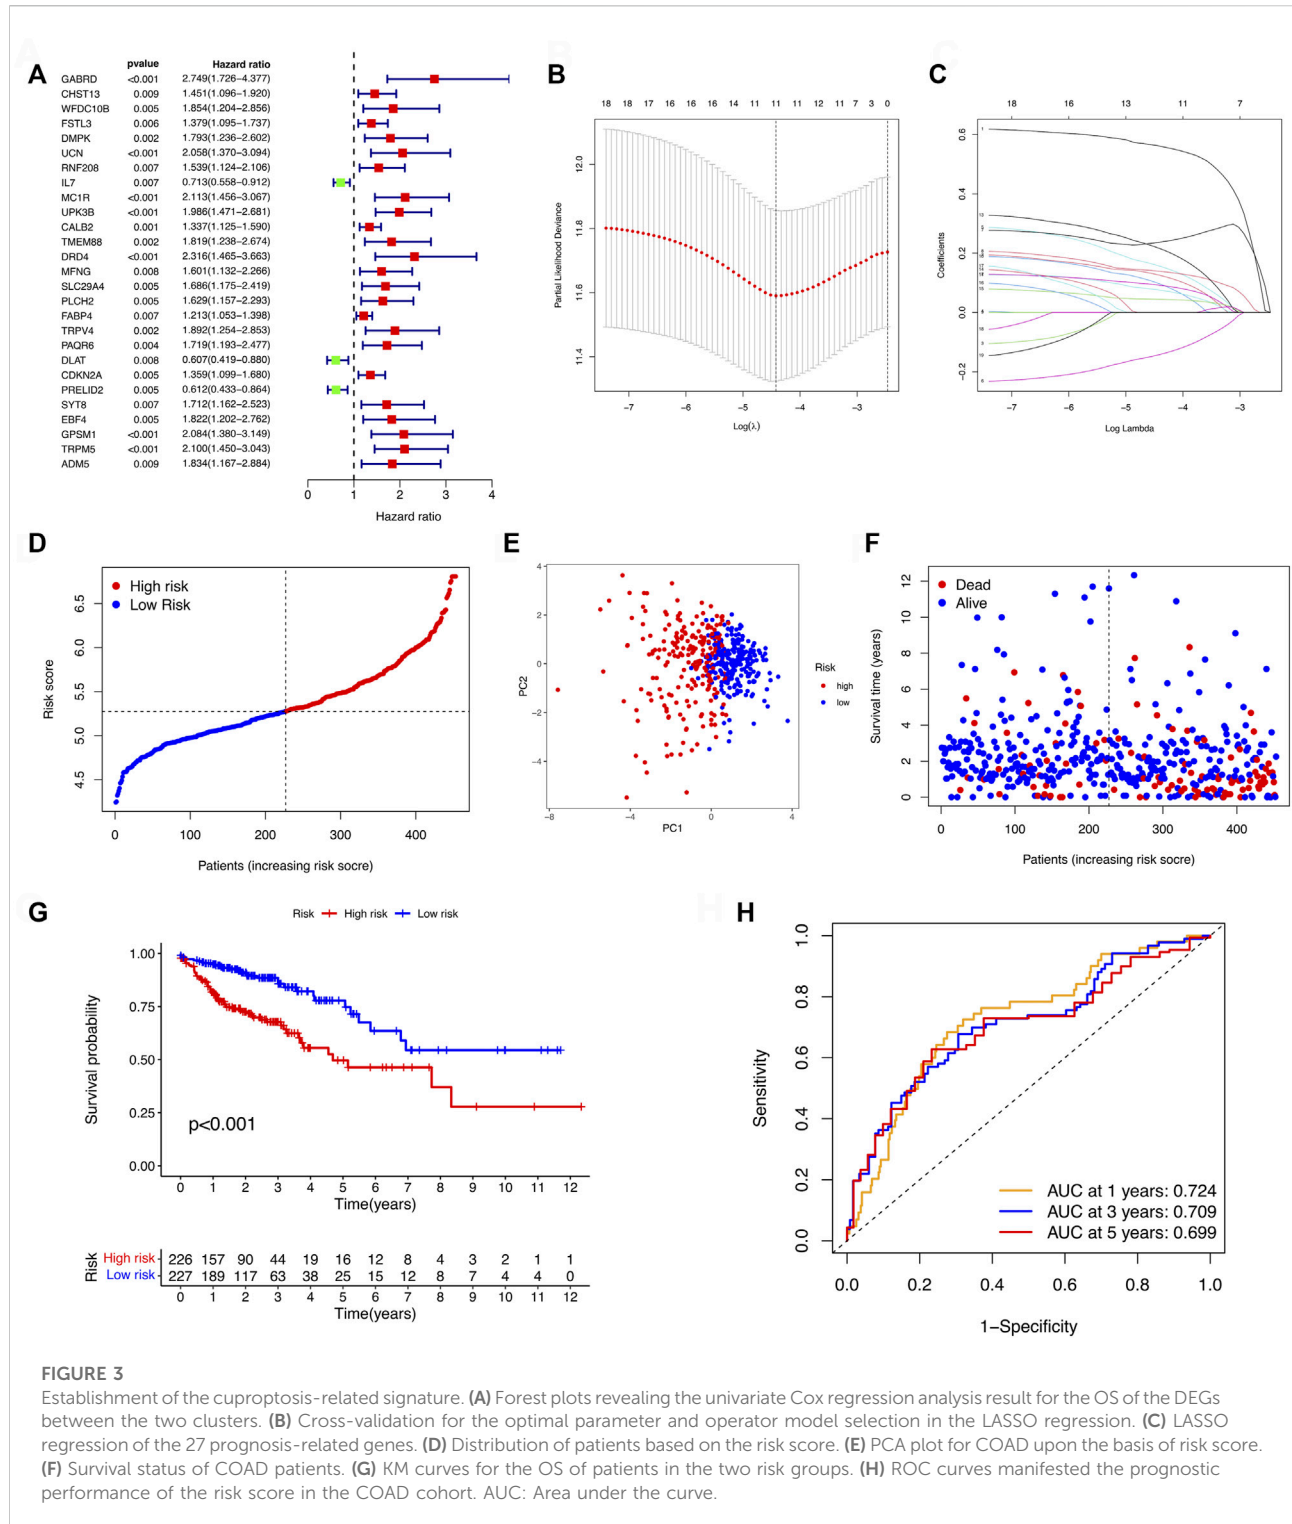 A
pvalue Hazard ratio
GABRD <0.001 2.749(1.726−4.377)
CHST13 0.009 1.451(1.096−1.920)
WFDC10B 0.005 1.854(1.204−2.856)
FSTL3 0.006 1.379(1.095−1.737)
DMPK 0.002 1.793(1.236−2.602)
UCN <0.001 2.058(1.370−3.094)
RNF208 0.007 1.539(1.124−2.106)
IL7 0.007 0.713(0.558−0.912)
MC1R <0.001 2.113(1.456−3.067)
UPK3B <0.001 1.986(1.471−2.681)
CALB2 0.001 1.337(1.125−1.590)
TMEM88 0.002 1.819(1.238−2.674)
DRD4 <0.001 2.316(1.465−3.663)
MFNG 0.008 1.601(1.132−2.266)
SLC29A4 0.005 1.686(1.175−2.419)
PLCH2 0.005 1.629(1.157−2.293)
FABP4 0.007 1.213(1.053−1.398)
TRPV4 0.002 1.892(1.254−2.853)
PAQR6 0.004 1.719(1.193−2.477)
DLAT 0.008 0.607(0.419−0.880)
CDKN2A 0.005 1.359(1.099−1.680)
PRELID2 0.005 0.612(0.433−0.864)
SYT8 0.007 1.712(1.162−2.523)
EBF4 0.005 1.822(1.202−2.762)
GPSM1 <0.001 2.084(1.380−3.149)
TRPM5 <0.001 2.100(1.450−3.043)
ADM5 0.009 1.834(1.167−2.884)
0 1 2 3 4
Hazard ratio
B
18 18 17 16 16 16 14 11 11 11 12 11 7 3 0
Partial Likelihood Deviance
12.0
11.8
11.6
11.4
−7 −6 −5 −4 −3
Log(λ)
C
18 16 13 11 7
Coefficients
0.6
0.4
0.2
0.0
−0.2
−7 −6 −5 −4 −3
Log Lambda
D
High risk
Low Risk
Risk score
6.5
6.0
5.5
5.0
4.5
0 100 200 300 400
Patients (increasing risk socre)
E
PC2
4
2
0
−2
−4
−8 −4 0 4
PC1
Risk
high
low
F
Dead
Alive
Survival time (years)
12
10
8
6
4
2
0
0 100 200 300 400
Patients (increasing risk socre)
G
Risk High risk Low risk
Survival probability
1.00
0.75
0.50
0.25
0.00
p<0.001
0 1 2 3 4 5 6 7 8 9 10 11 12
Time(years)
Risk
High risk 226 157 90 44 19 16 12 8 4 3 2 1 1
Low risk 227 189 117 63 38 25 15 12 8 7 4 4 0
0 1 2 3 4 5 6 7 8 9 10 11 12
Time(years)
H
Sensitivity
1.0
0.8
0.6
0.4
0.2
0.0
AUC at 1 years: 0.724
AUC at 3 years: 0.709
AUC at 5 years: 0.699
0.0 0.2 0.4 0.6 0.8 1.0
1−Specificity
FIGURE 3
Establishment of the cuproptosis-related signature. (A) Forest plots revealing the univariate Cox regression analysis result for the OS of the DEGs
between the two clusters. (B) Cross-validation for the optimal parameter and operator model selection in the LASSO regression. (C) LASSO
regression of the 27 prognosis-related genes. (D) Distribution of patients based on the risk score. (E) PCA plot for COAD upon the basis of risk score.
(F) Survival status of COAD patients. (G) KM curves for the OS of patients in the two risk groups. (H) ROC curves manifested the prognostic
performance of the risk score in the COAD cohort. AUC: Area under the curve.